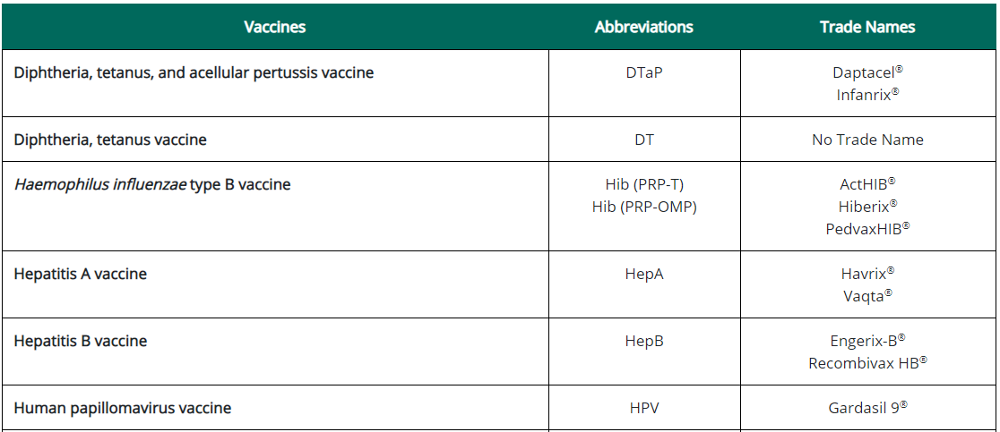 Vaccines Abbreviations Trade Names
Diphtheria, tetanus, and acellular pertussis vaccine DTaP Daptacel®
Infanrix®
Diphtheria, tetanus vaccine DT No Trade Name
Haemophilus influenzae type B vaccine Hib (PRP-T) ActHIB®
Hib (PRP-OMP) Hiberix®
PedvaxHIB®
Hepatitis A vaccine HepA Havrix®
Vaqta®
Hepatitis B vaccine HepB Engerix-B®
Recombivax HB®
Human papillomavirus vaccine HPV Gardasil 9®